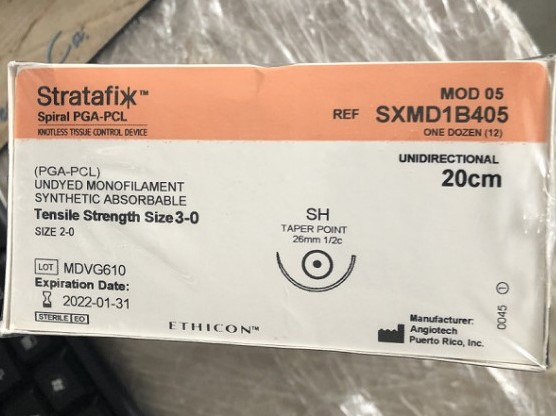 Stratafix™
Spiral PGA-PCL
KNOTLESS TISSUE CONTROL DEVICE
MOD 05
REF SXMD1B405
ONE DOZEN (12)
(PGA-PCL)
UNDYED MONOFILAMENT
SYNTHETIC ABSORBABLE
Tensile Strength Size 3-0
SIZE 2-0
UNIDIRECTIONAL
20cm
SH
TAPER POINT
26mm 1/2c
LOT MDVG610
Expiration Date:
2022-01-31
STERILE EO
ETHICON™
Manufacturer:
Angiotech
Puerto Rico, Inc.
0045 1